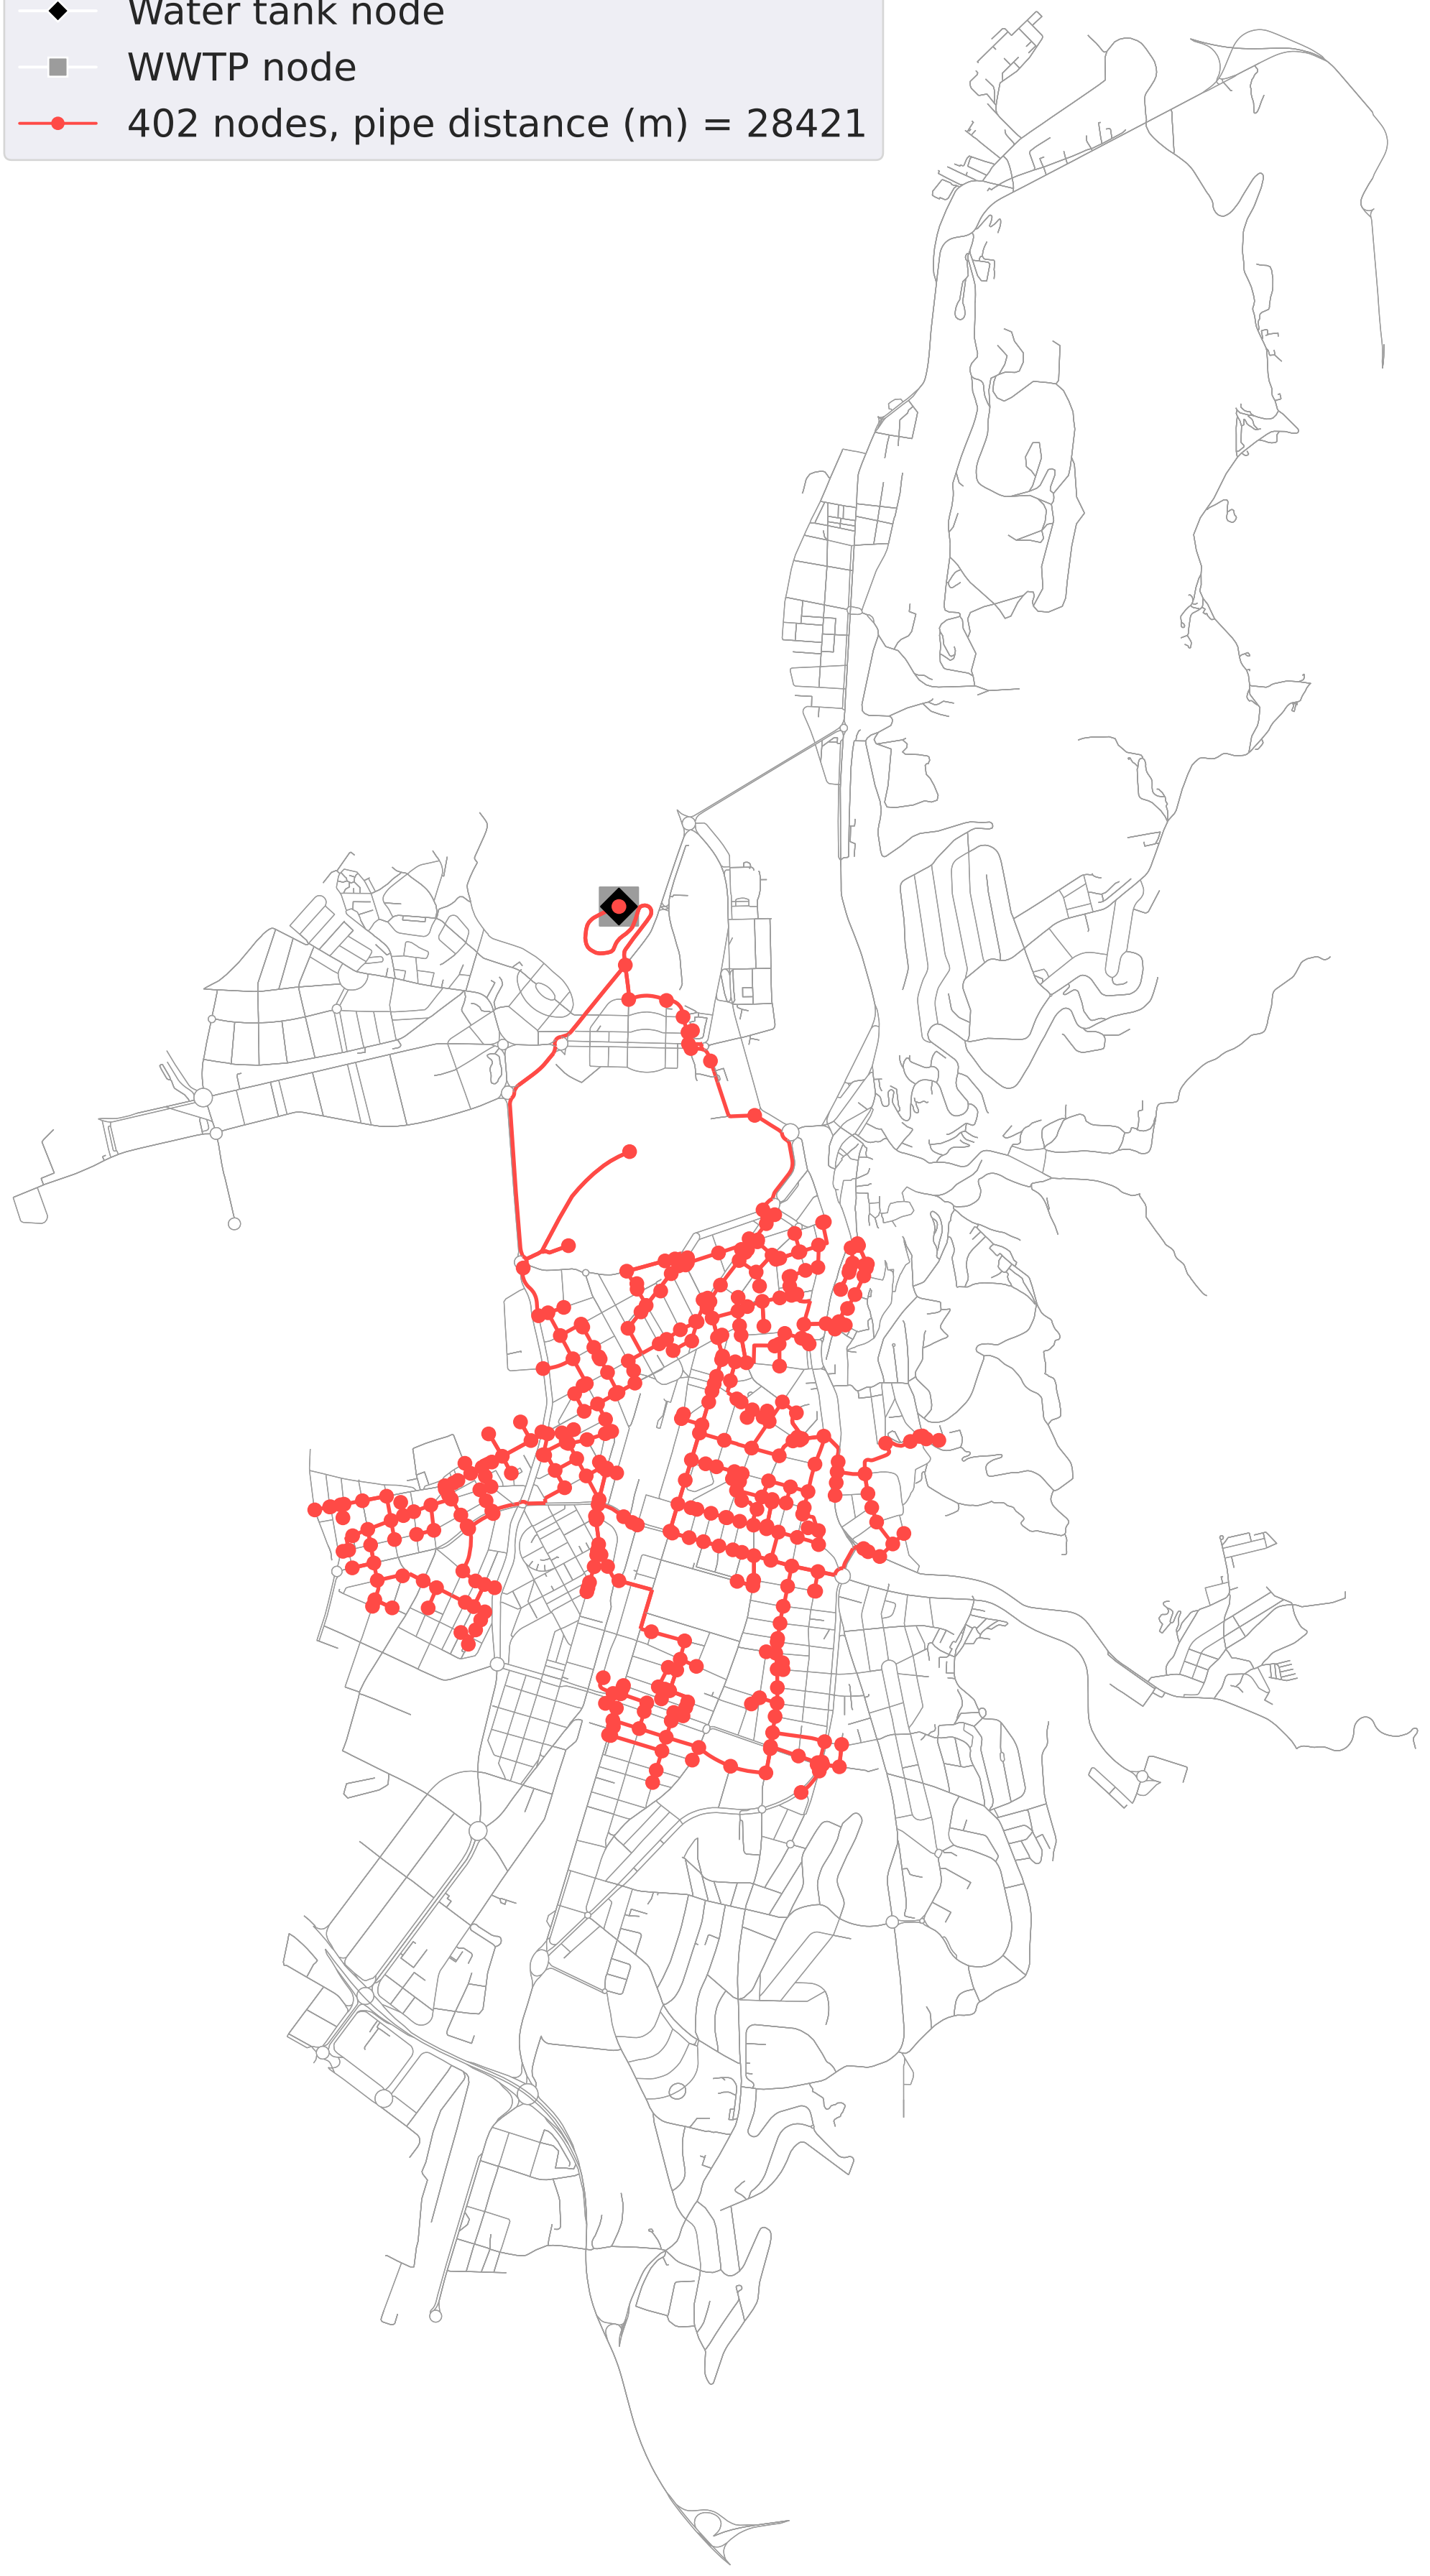 Water tank node
WWTP node
402 nodes, pipe distance (m) = 28421